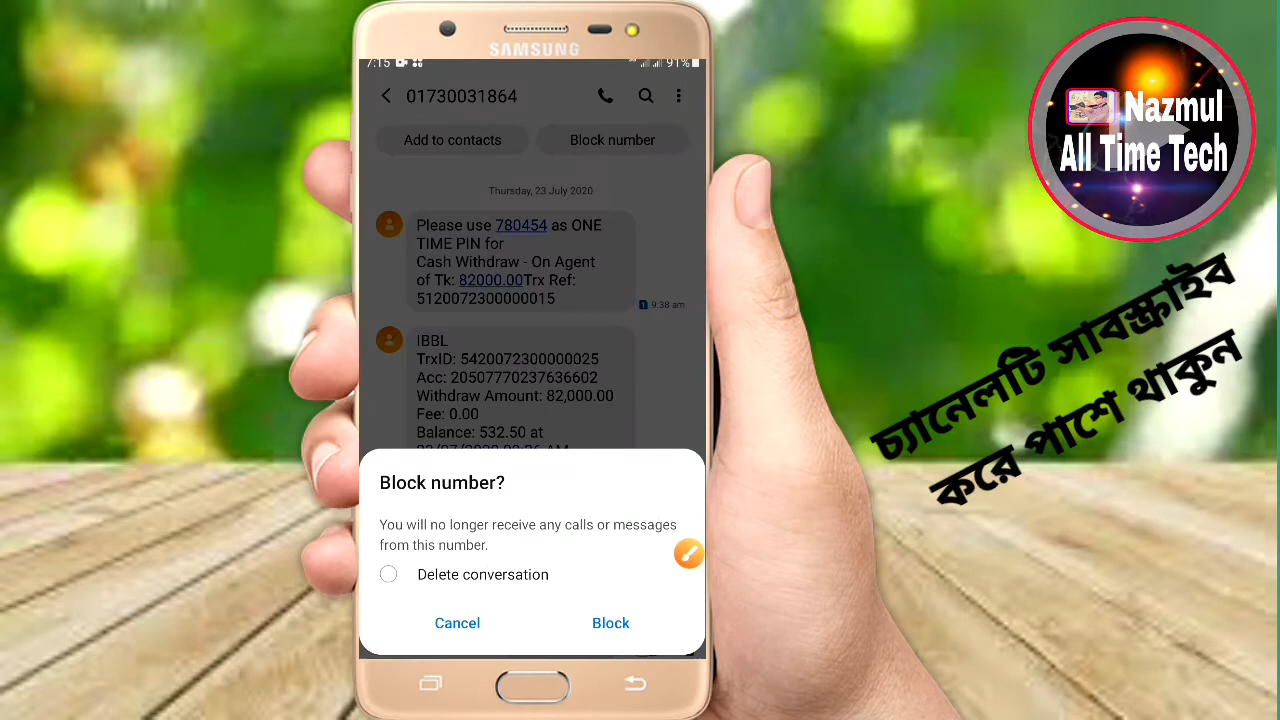 SAMSUNG
7:15 91%
01730031864
Add to contacts Block number
Thursday, 23 July 2020
Please use 780454 as ONE
TIME PIN for
Cash Withdraw - On Agent
of Tk: 82000.00Trx Ref:
5120072300000015
1 9:38 am
IBBL
TrxID: 5420072300000025
Acc: 20507770237636602
Withdraw Amount: 82,000.00
Fee: 0.00
Balance: 532.50 at
Block number?
You will no longer receive any calls or messages
from this number.
Delete conversation
Cancel Block
Nazmul
All Time Tech
চ্যানেলটি সাবস্ক্রাইব
করে পাশে থাকুন